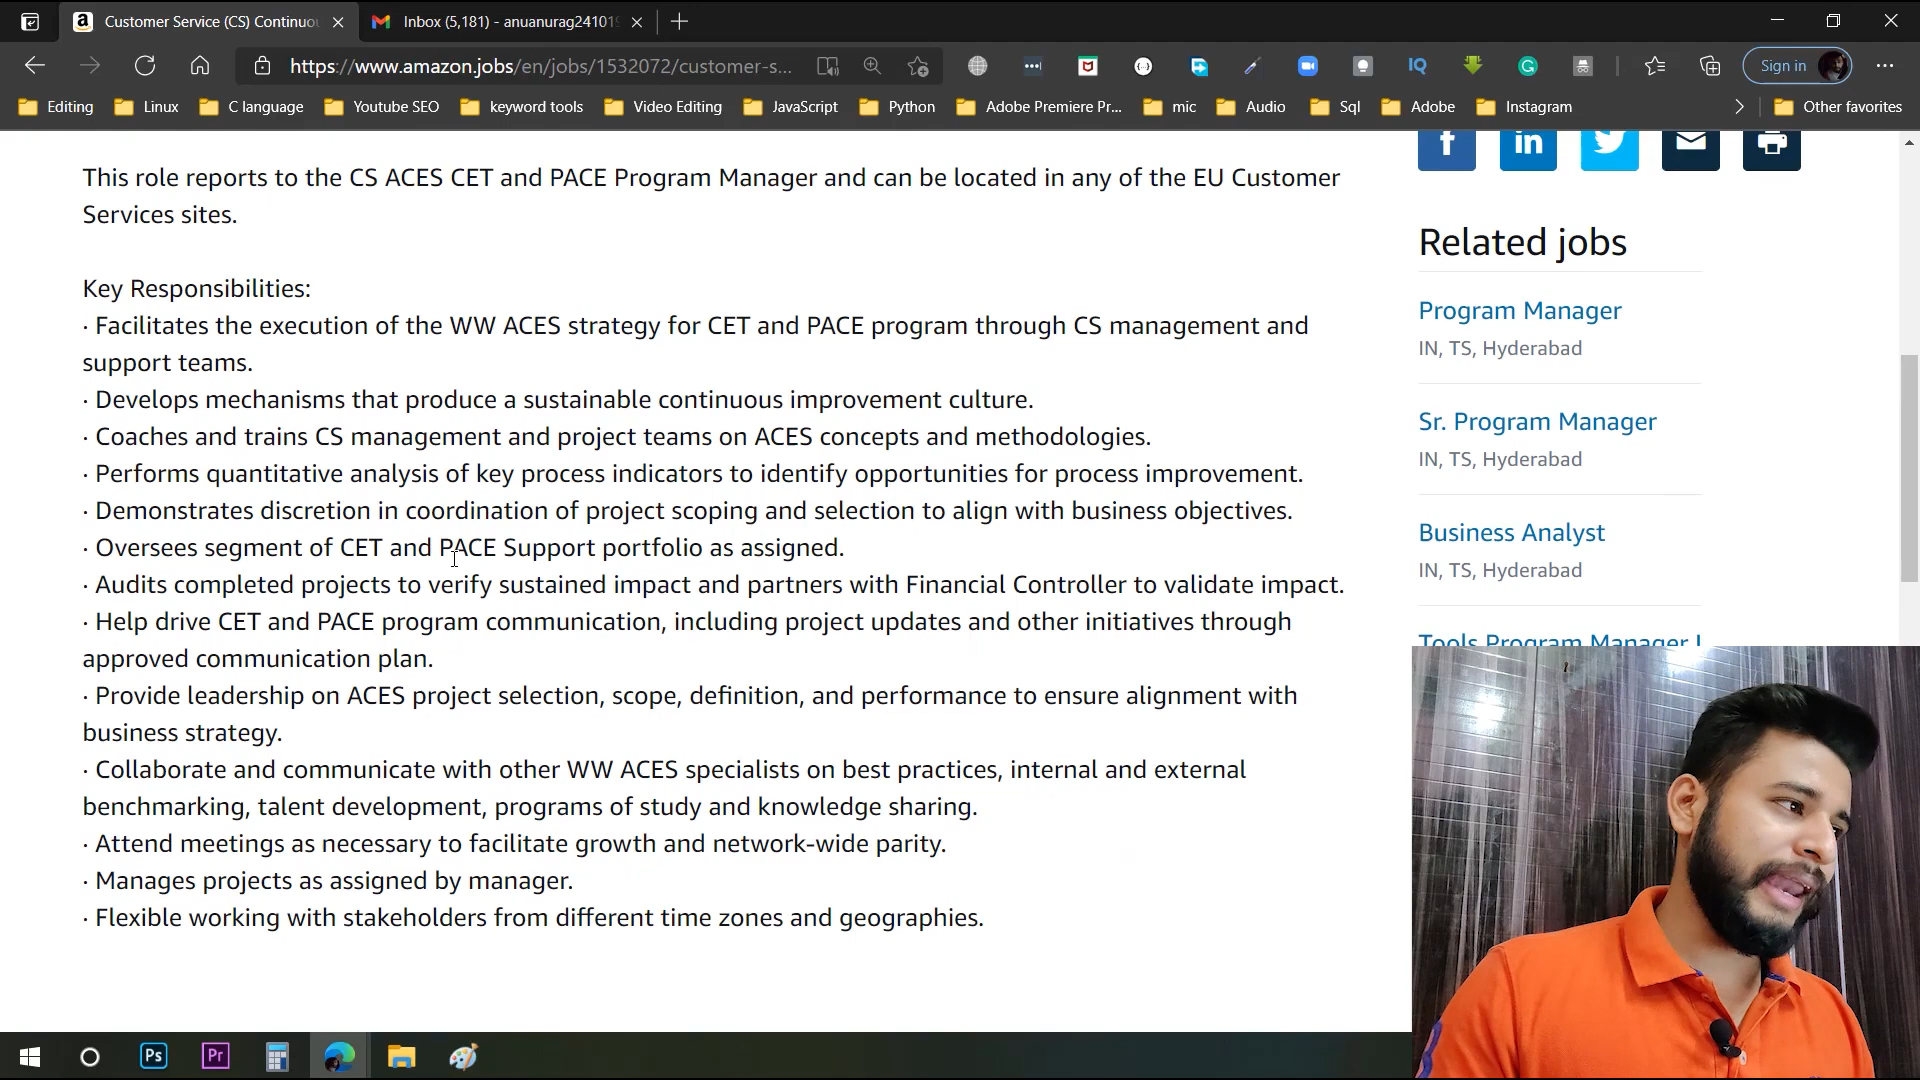 Customer Service (CS) Continuo
Inbox (5,181) - anuanurag24101
https://www.amazon.jobs/en/jobs/1532072/customer-s...
IQ
Sign in
Editing
Linux
C language
Youtube SEO
keyword tools
Video Editing
JavaScript
Python
Adobe Premiere Pr...
mic
Audio
Sql
Adobe
Instagram
Other favorites
This role reports to the CS ACES CET and PACE Program Manager and can be located in any of the EU Customer
Services sites.
Key Responsibilities:
· Facilitates the execution of the WW ACES strategy for CET and PACE program through CS management and
support teams.
· Develops mechanisms that produce a sustainable continuous improvement culture.
· Coaches and trains CS management and project teams on ACES concepts and methodologies.
· Performs quantitative analysis of key process indicators to identify opportunities for process improvement.
· Demonstrates discretion in coordination of project scoping and selection to align with business objectives.
· Oversees segment of CET and PACE Support portfolio as assigned.
· Audits completed projects to verify sustained impact and partners with Financial Controller to validate impact.
· Help drive CET and PACE program communication, including project updates and other initiatives through
approved communication plan.
· Provide leadership on ACES project selection, scope, definition, and performance to ensure alignment with
business strategy.
· Collaborate and communicate with other WW ACES specialists on best practices, internal and external
benchmarking, talent development, programs of study and knowledge sharing.
· Attend meetings as necessary to facilitate growth and network-wide parity.
· Manages projects as assigned by manager.
· Flexible working with stakeholders from different time zones and geographies.
f
in
Related jobs
Program Manager
IN, TS, Hyderabad
Sr. Program Manager
IN, TS, Hyderabad
Business Analyst
IN, TS, Hyderabad
Tools Program Manager
Ps
Pr